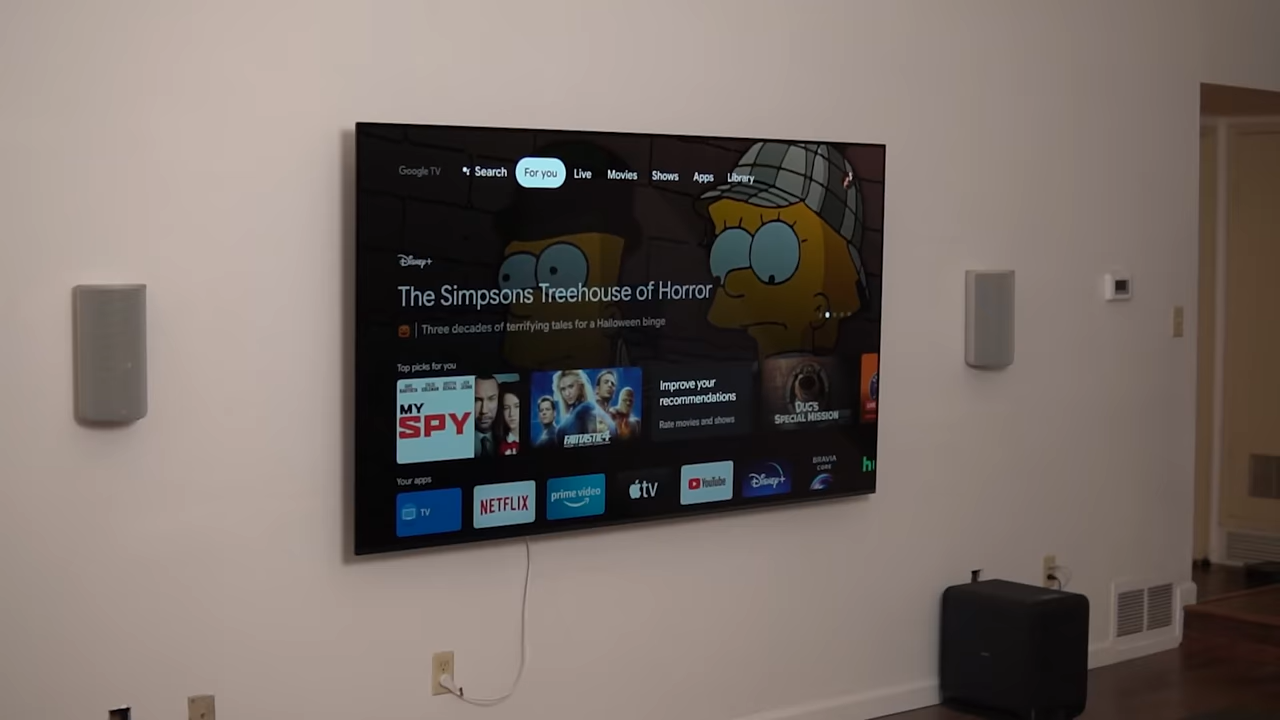 Google TV
Search
For you
Live
Movies
Shows
Apps
Library
Disney+
The Simpsons Treehouse of Horror
Three decades of terrifying tales for a Halloween binge
Top picks for you
MY
SPY
FANTASTIC 4
Improve your
recommendations
Rate movies and shows
DUG'S
SPECIAL MISSION
Your apps
TV
NETFLIX
prime video
tv
YouTube
Disney+
BRAVIA
CORE
h